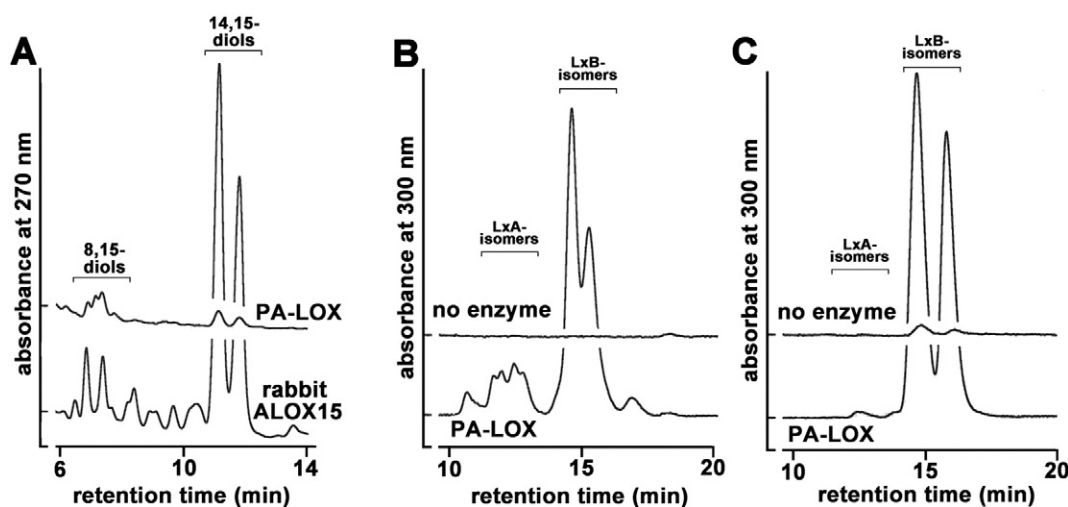 A
absorbance at 270 nm
14,15-
diols
8,15-
diols
PA-LOX
rabbit
ALOX15
6
10
14
retention time (min)
B
absorbance at 300 nm
LxB-
isomers
LxA-
isomers
no enzyme
PA-LOX
10
15
20
retention time (min)
C
absorbance at 300 nm
LxB-
isomers
LxA-
isomers
no enzyme
PA-LOX
10
15
20
retention time (min)